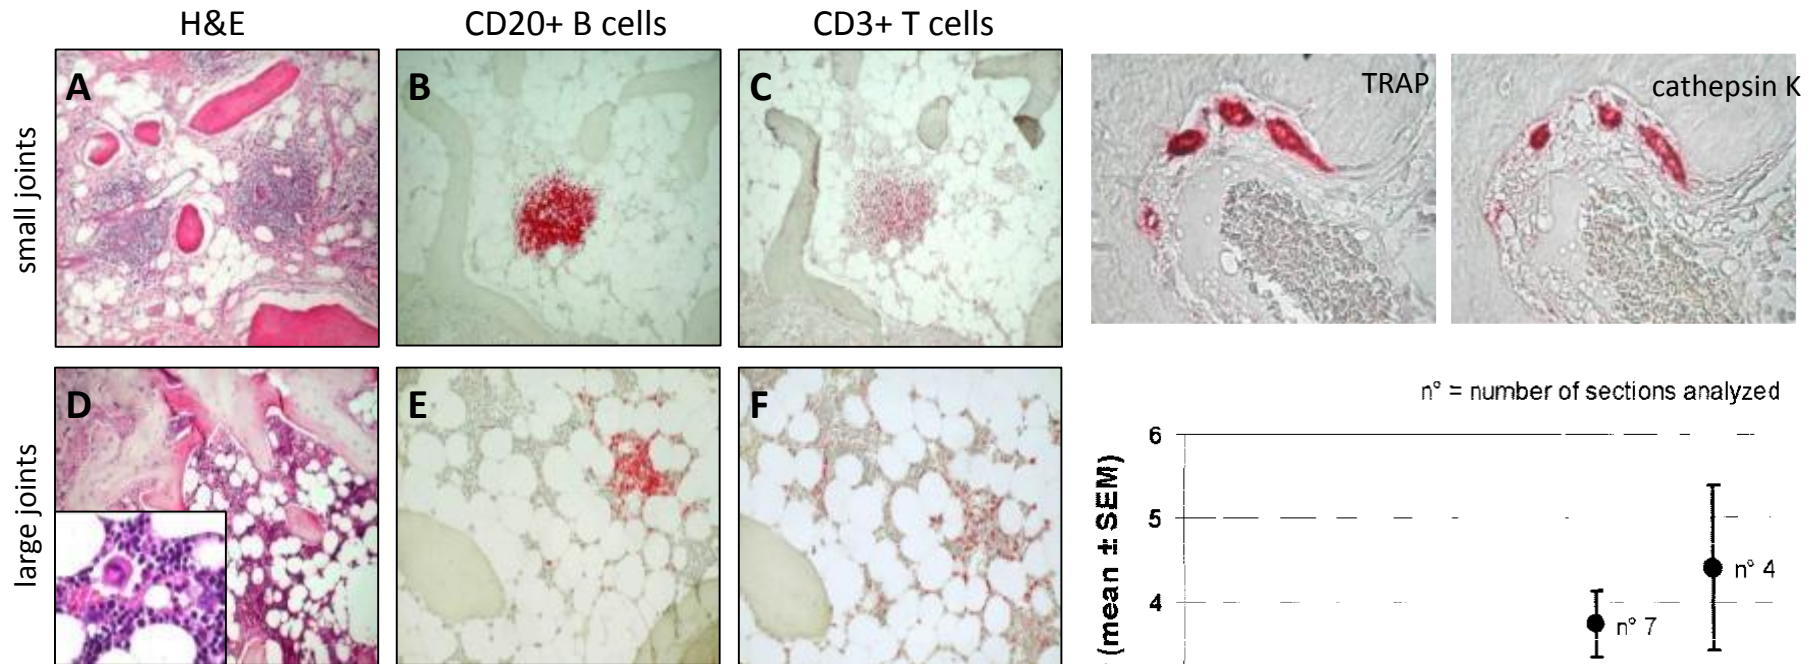 H&E
CD20+ B cells
CD3+ T cells
small joints
A
B
C
TRAP
cathepsin K
large joints
D
E
F
n° = number of sections analyzed
6
5
4
(mean ± SEM)
n° 4
n° 7